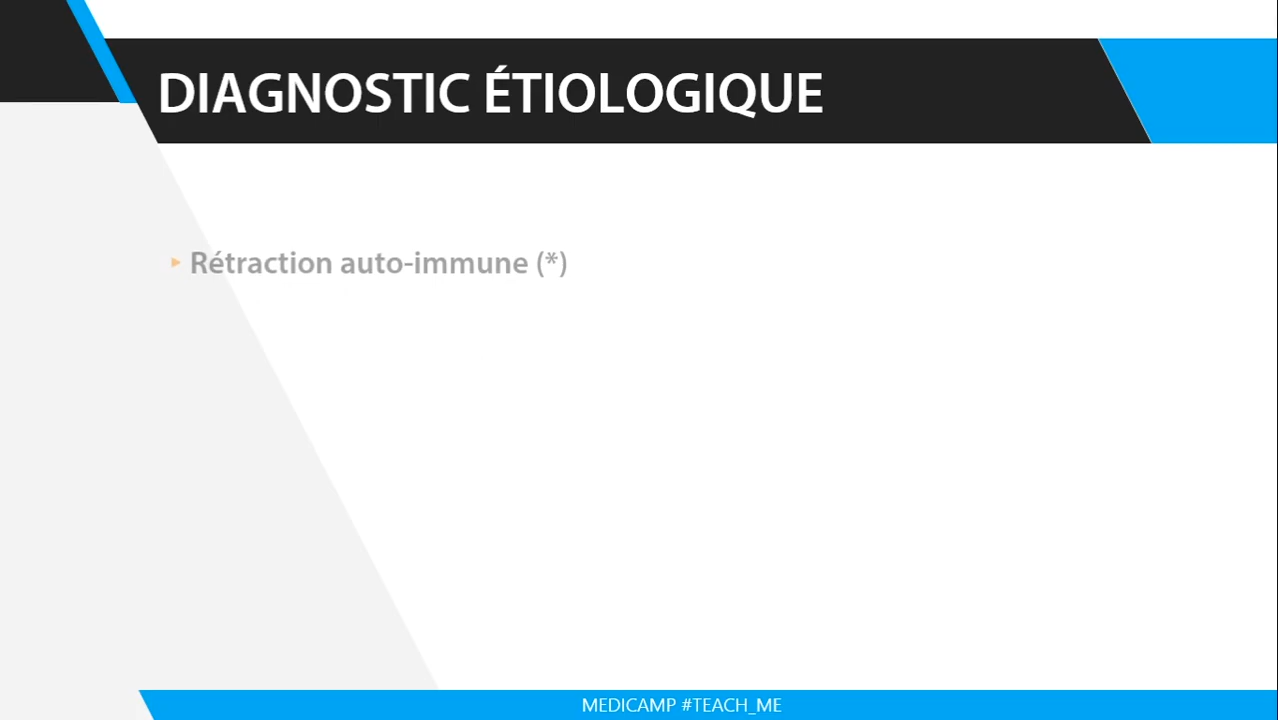 DIAGNOSTIC ÉTIOLOGIQUE
Rétraction auto-immune (*)
MEDICAMP #TEACH_ME